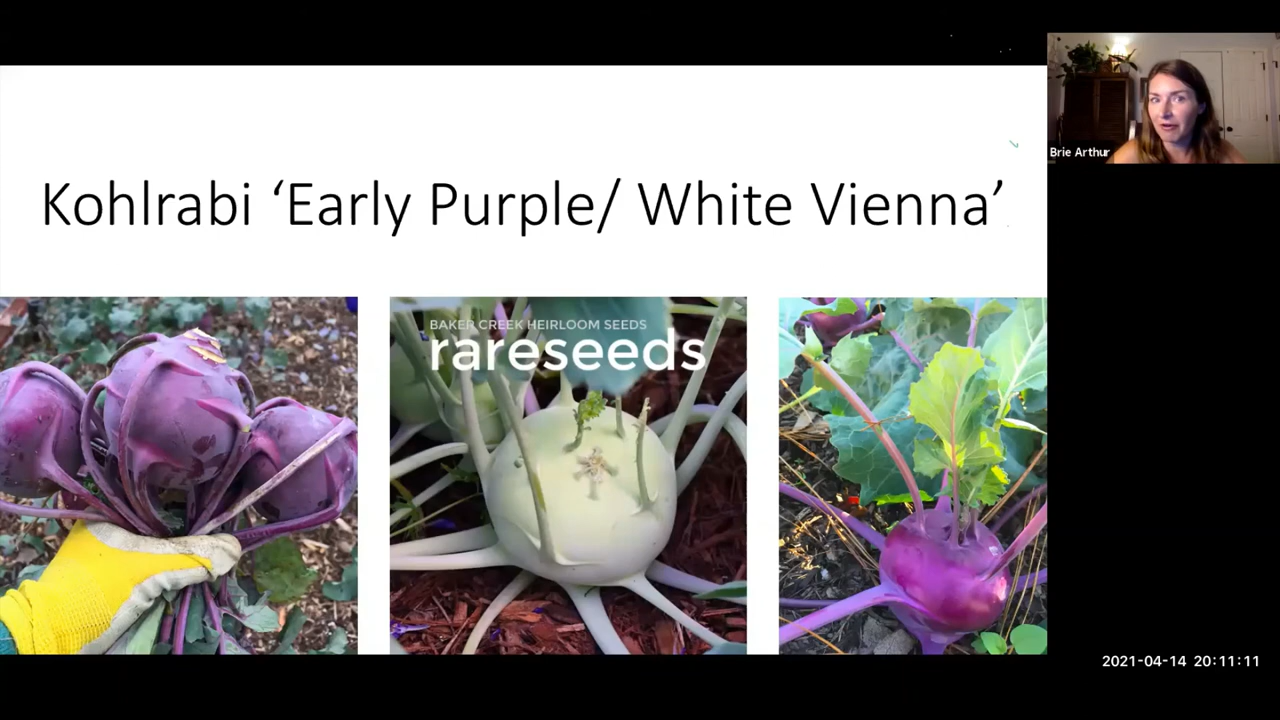 Kohlrabi ‘Early Purple/ White Vienna’
Brie Arthur
BAKER CREEK HEIRLOOM SEEDS
rareseeds
2021-04-14 20:11:11